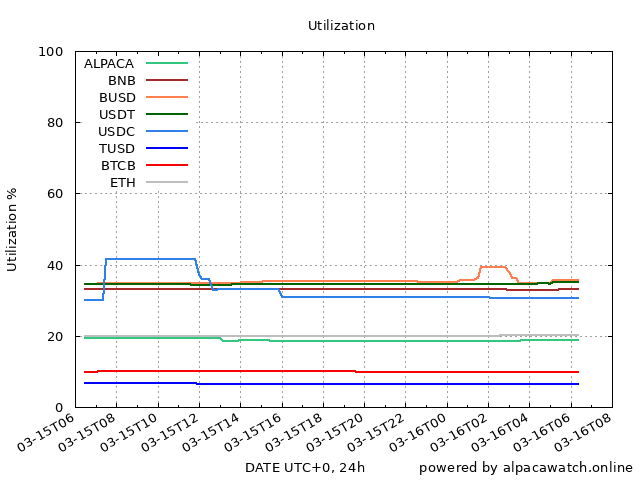 Utilization
100
80
60
40
20
0
Utilization %
ALPACA
BNB
BUSD
USDT
USDC
TUSD
BTCB
ETH
03-15T06
03-15T08
03-15T10
03-15T12
03-15T14
03-15T16
03-15T18
03-15T20
03-15T22
03-16T00
03-16T02
03-16T04
03-16T06
03-16T08
DATE UTC+0, 24h
powered by alpacawatch.online